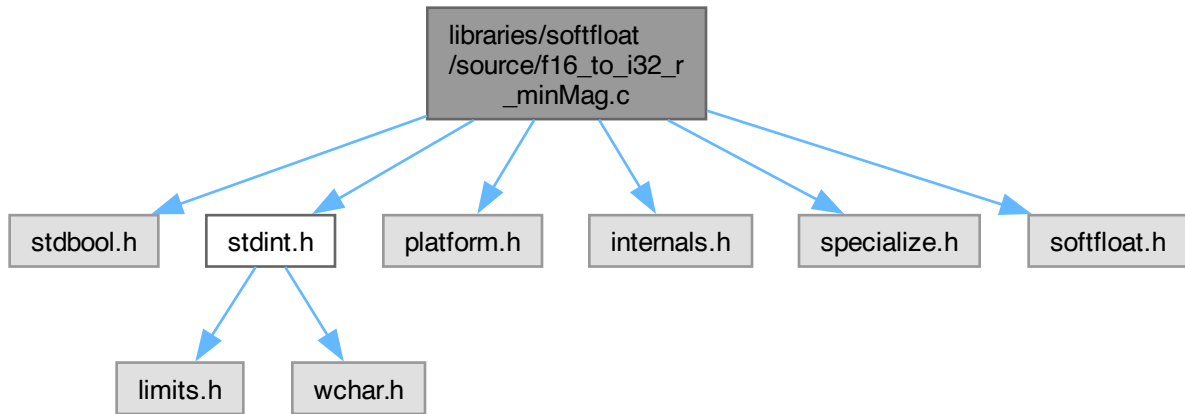 libraries/softfloat
/source/f16_to_i32_r
_minMag.c
stdbool.h
stdint.h
platform.h
internals.h
specialize.h
softfloat.h
limits.h
wchar.h